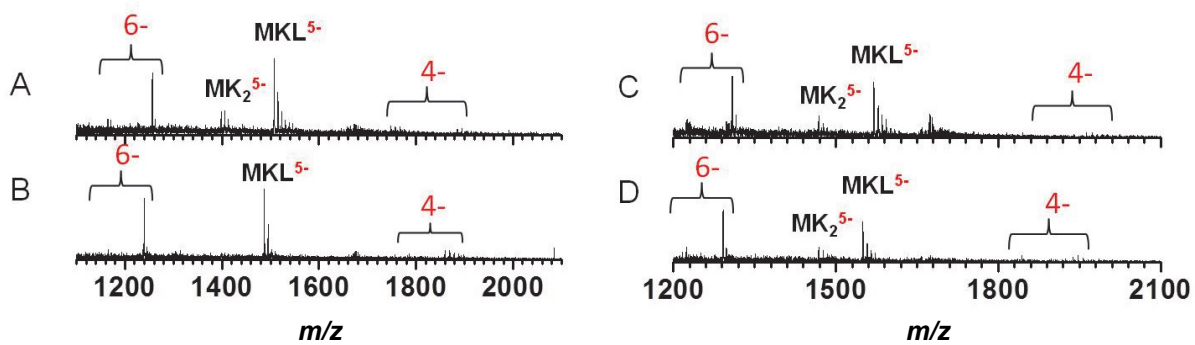 A
6-
MK₂⁵⁻
MKL⁵⁻
4-
B
6-
MKL⁵⁻
4-
1200 1400 1600 1800 2000
m/z
C
6-
MK₂⁵⁻
MKL⁵⁻
4-
D
6-
MK₂⁵⁻
MKL⁵⁻
4-
1200 1500 1800 2100
m/z